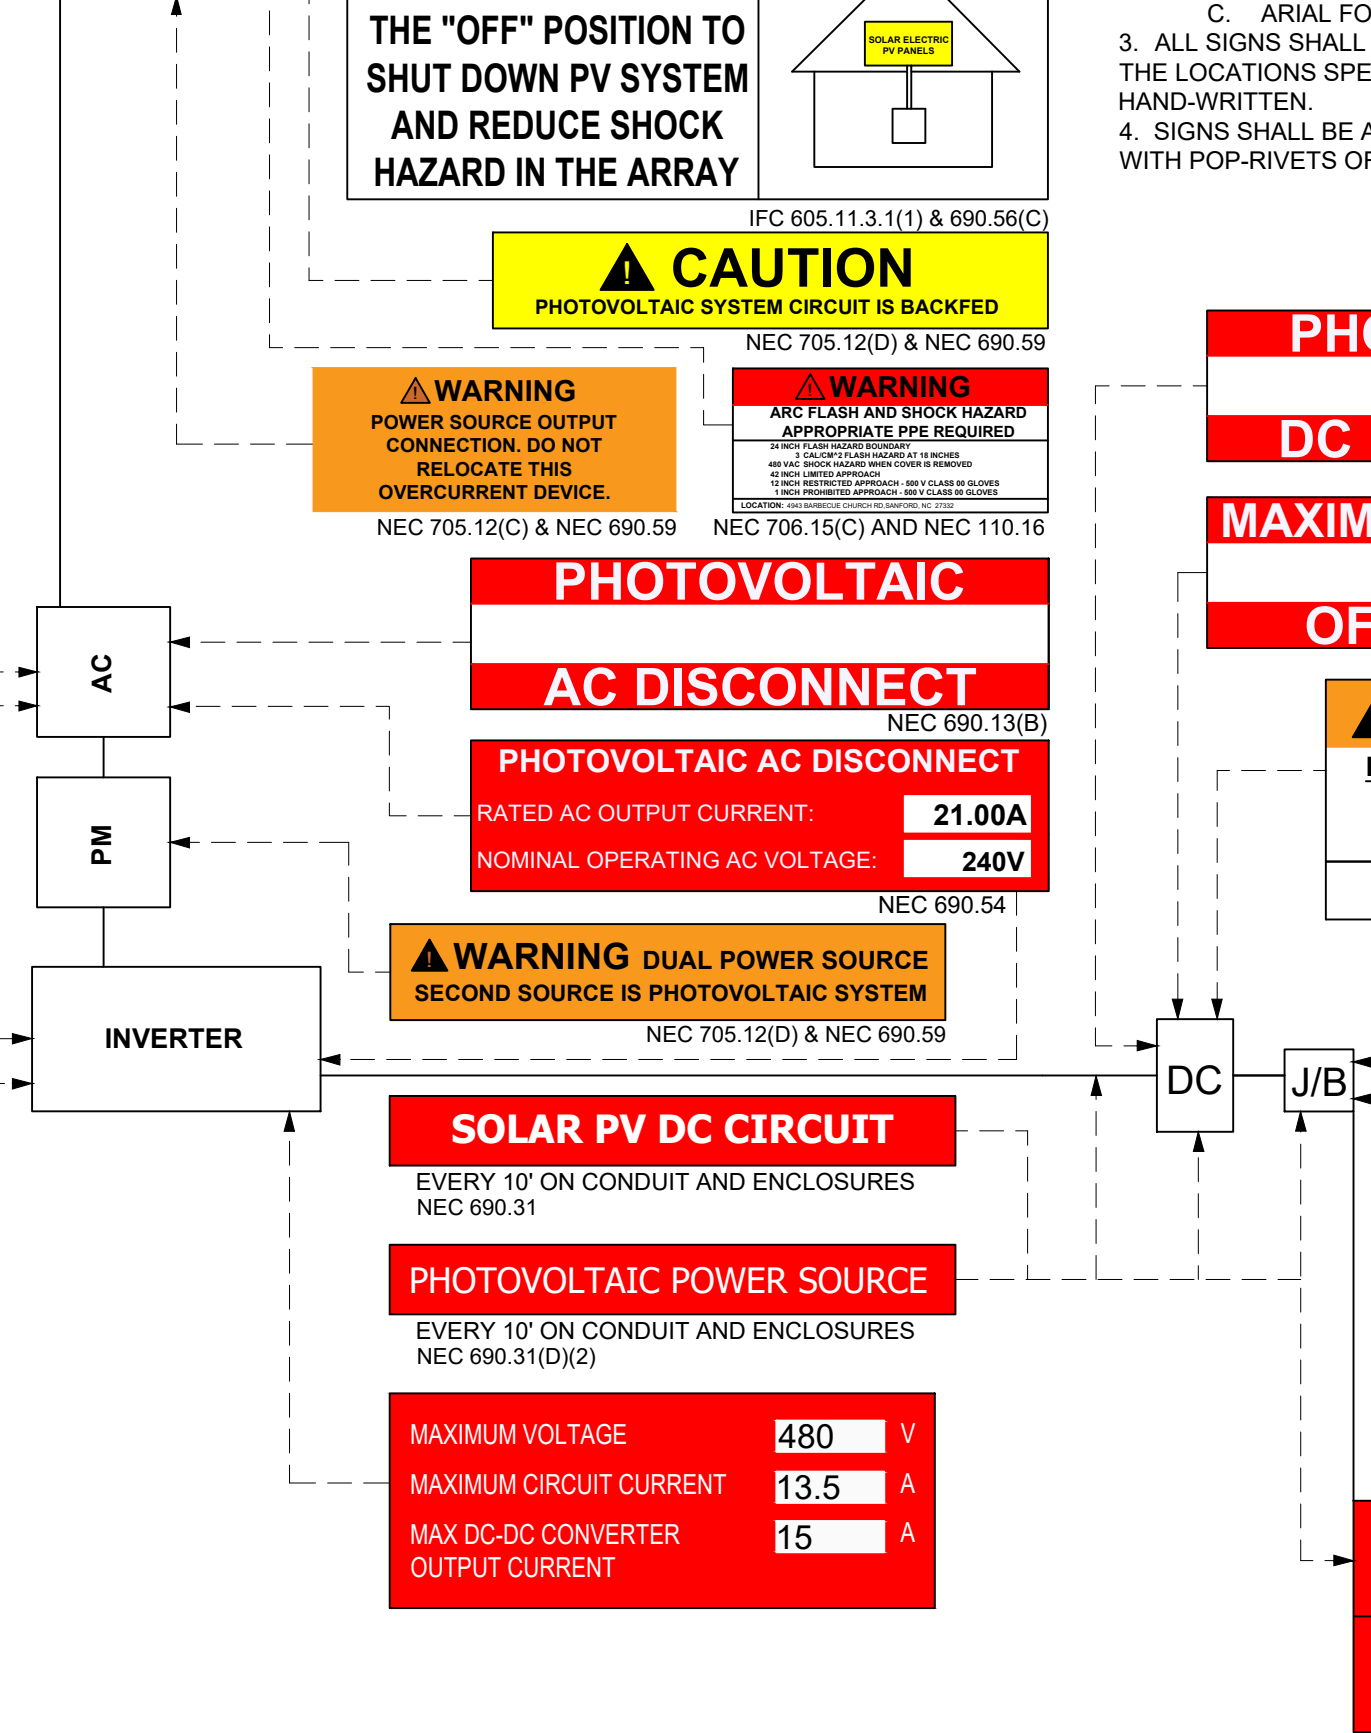 THE "OFF" POSITION TO
SHUT DOWN PV SYSTEM
AND REDUCE SHOCK
HAZARD IN THE ARRAY
SOLAR ELECTRIC
PV PANELS
IFC 605.11.3.1(1) & 690.56(C)
! CAUTION
PHOTOVOLTAIC SYSTEM CIRCUIT IS BACKFED
NEC 705.12(D) & NEC 690.59
! WARNING
POWER SOURCE OUTPUT
CONNECTION. DO NOT
RELOCATE THIS
OVERCURRENT DEVICE.
NEC 705.12(C) & NEC 690.59
! WARNING
ARC FLASH AND SHOCK HAZARD
APPROPRIATE PPE REQUIRED
24 INCH FLASH HAZARD BOUNDARY
3 CAL/CM^2 FLASH HAZARD AT 18 INCHES
480 VAC SHOCK HAZARD WHEN COVER IS REMOVED
42 INCH LIMITED APPROACH
12 INCH RESTRICTED APPROACH - 500 V CLASS 00 GLOVES
1 INCH PROHIBITED APPROACH - 500 V CLASS 00 GLOVES
LOCATION: 4943 BARBECUE CHURCH RD,SANFORD, NC 27332
NEC 706.15(C) AND NEC 110.16
PHOTOVOLTAIC
AC DISCONNECT
NEC 690.13(B)
PHOTOVOLTAIC AC DISCONNECT
RATED AC OUTPUT CURRENT: 21.00A
NOMINAL OPERATING AC VOLTAGE: 240V
NEC 690.54
! WARNING DUAL POWER SOURCE
SECOND SOURCE IS PHOTOVOLTAIC SYSTEM
NEC 705.12(D) & NEC 690.59
AC
PM
INVERTER
SOLAR PV DC CIRCUIT
EVERY 10' ON CONDUIT AND ENCLOSURES
NEC 690.31
PHOTOVOLTAIC POWER SOURCE
EVERY 10' ON CONDUIT AND ENCLOSURES
NEC 690.31(D)(2)
MAXIMUM VOLTAGE 480 V
MAXIMUM CIRCUIT CURRENT 13.5 A
MAX DC-DC CONVERTER 15 A
OUTPUT CURRENT
DC
J/B
C. ARIAL FO
3. ALL SIGNS SHALL
THE LOCATIONS SPE
HAND-WRITTEN.
4. SIGNS SHALL BE A
WITH POP-RIVETS OF
PHO
DC
MAXIM
OF